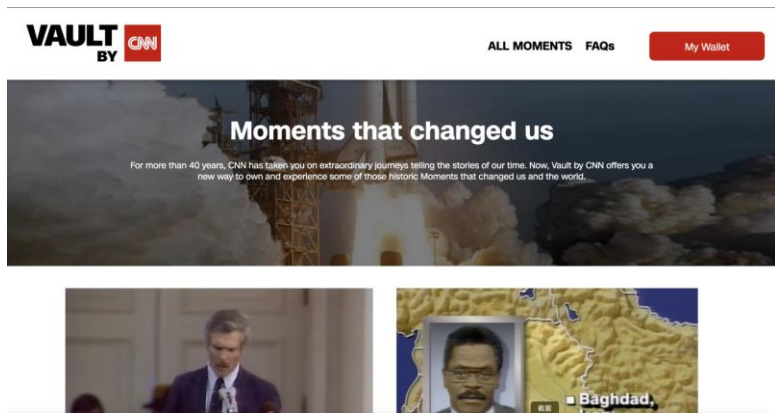 VAULT
BY CNN
ALL MOMENTS FAQs
My Wallet
Moments that changed us
For more than 40 years, CNN has taken you on extraordinary journeys telling the stories of our time. Now, Vault by CNN offers you a
new way to own and experience some of those historic Moments that changed us and the world.
Baghdad,
截圖